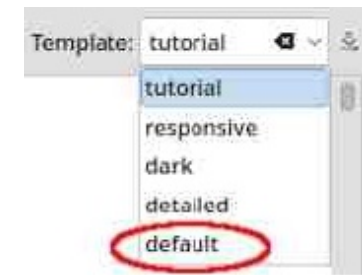 Template: tutorial
tutorial
responsive
dark
detailed
default